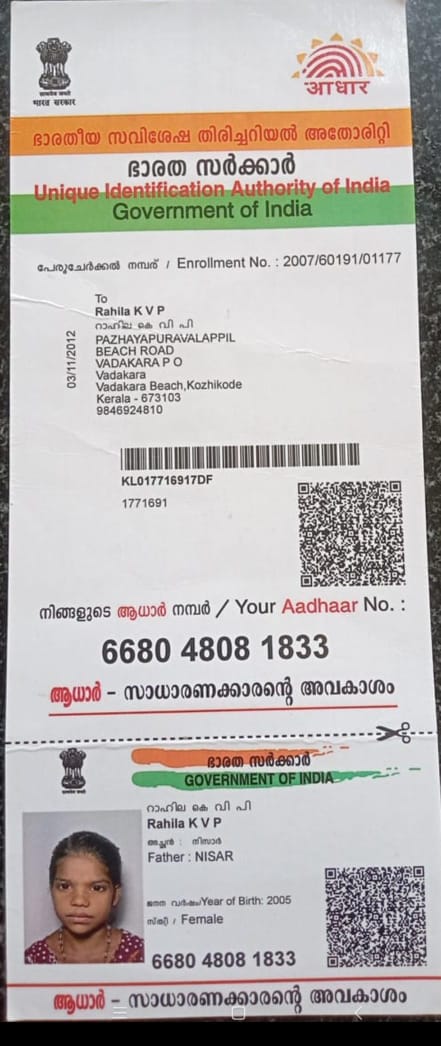 सत्यमेव जयते
भारत सरकार
आधार
ഭാരതീയ സവിശേഷ തിരിച്ചറിയൽ അതോറിറ്റി
ഭാരത സർക്കാർ
Unique Identification Authority of India
Government of India
പേരുചേർക്കൽ നമ്പര് / Enrollment No. : 2007/60191/01177
To
Rahila K V P
റാഹില കെ വി പി
PAZHAYAPURAVALAPPIL
BEACH ROAD
VADAKARA P O
Vadakara
Vadakara Beach,Kozhikode
Kerala - 673103
9846924810
03/11/2012
KL017716917DF
1771691
നിങ്ങളുടെ ആധാർ നമ്പർ / Your Aadhaar No. :
6680 4808 1833
ആധാർ - സാധാരണക്കാരന്റെ അവകാശം
ഭാരത സർക്കാർ
GOVERNMENT OF INDIA
റാഹില കെ വി പി
Rahila K V P
അച്ഛൻ : നിസാർ
Father : NISAR
ജനന വർഷം/Year of Birth: 2005
സ്ത്രീ / Female
6680 4808 1833
ആധാർ - സാധാരണക്കാരന്റെ അവകാശം